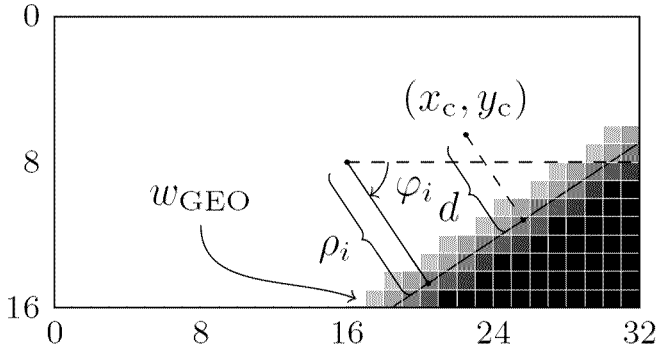 0
(x_c, y_c)
8
φ_i
d
w_GEO
ρ_i
16
0 8 16 24 32